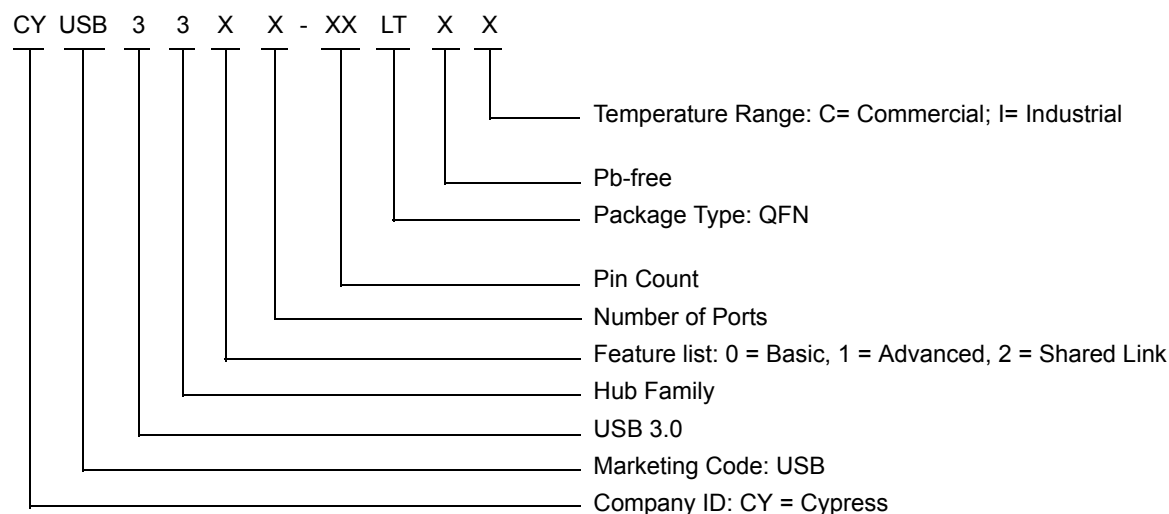 CY USB 3 3 X X - XX LT X X
Temperature Range: C= Commercial; I= Industrial
Pb-free
Package Type: QFN
Pin Count
Number of Ports
Feature list: 0 = Basic, 1 = Advanced, 2 = Shared Link
Hub Family
USB 3.0
Marketing Code: USB
Company ID: CY = Cypress